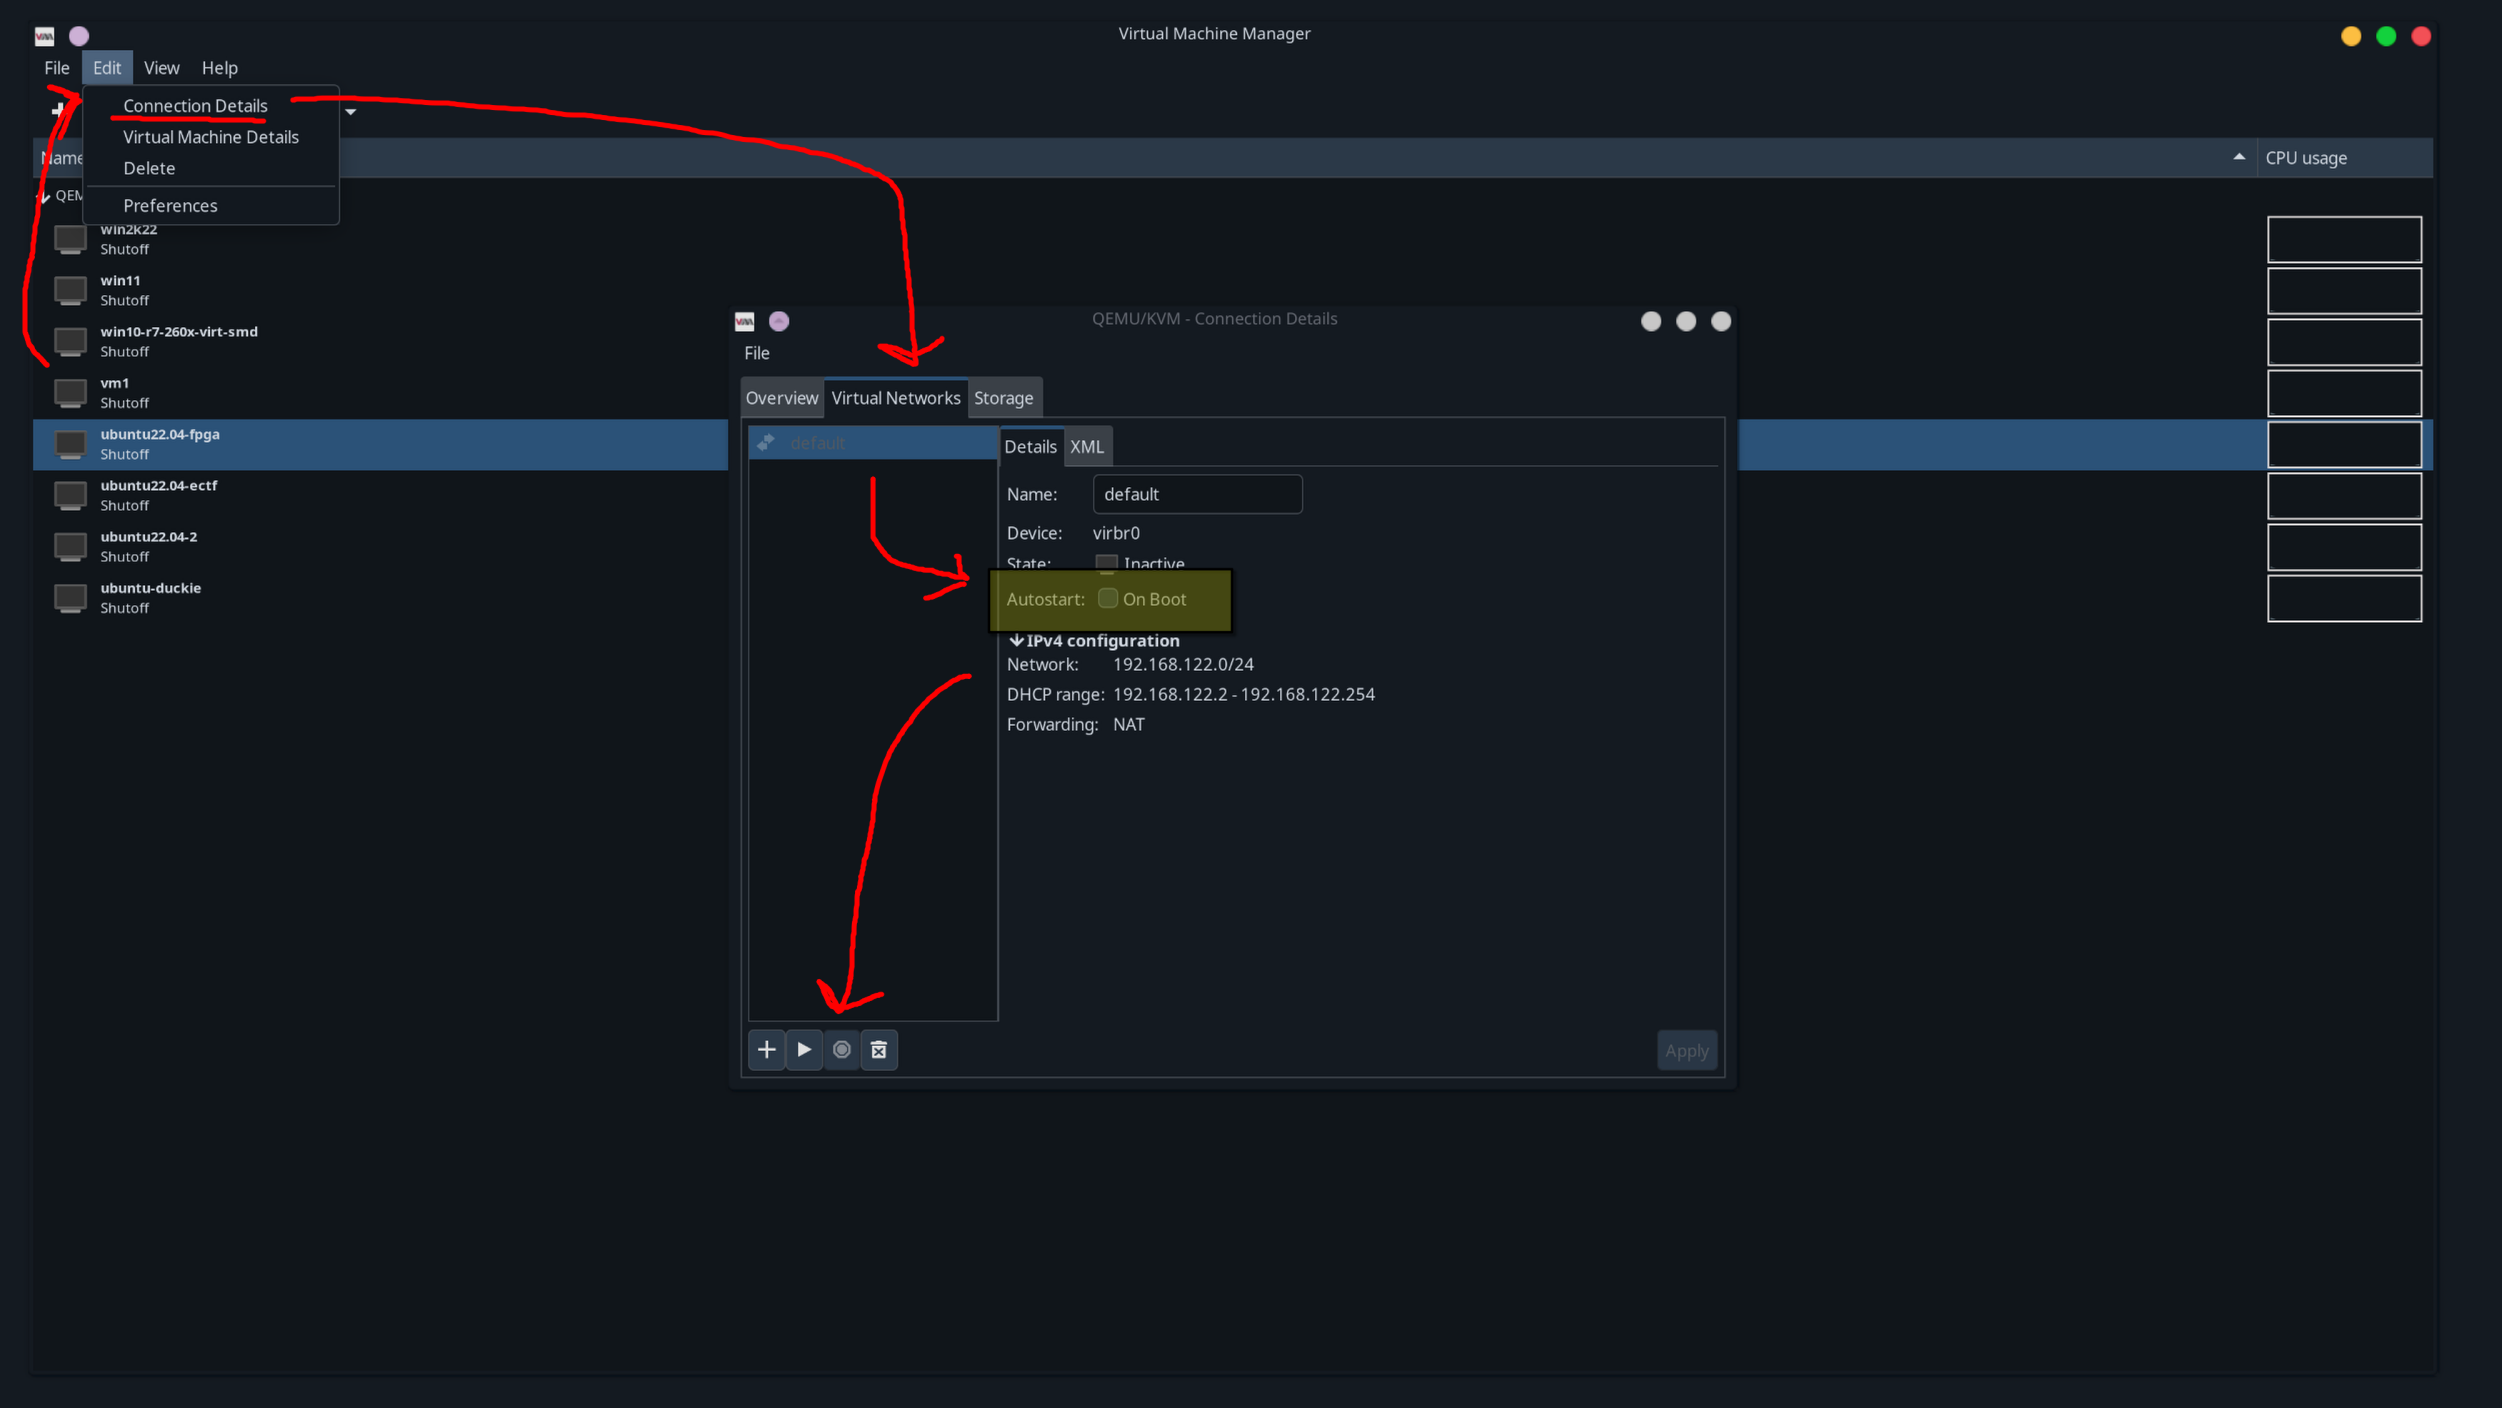 Virtual Machine Manager
File Edit View Help
Connection Details
Virtual Machine Details
Delete
Preferences
Name
CPU usage
QEM
win2k22
Shutoff
win11
Shutoff
win10-r7-260x-virt-smd
Shutoff
vm1
Shutoff
ubuntu22.04-fpga
Shutoff
ubuntu22.04-ectf
Shutoff
ubuntu22.04-2
Shutoff
ubuntu-duckie
Shutoff
QEMU/KVM - Connection Details
File
Overview Virtual Networks Storage
default
Details XML
Name: default
Device: virbr0
State: Inactive
Autostart: On Boot
IPv4 configuration
Network: 192.168.122.0/24
DHCP range: 192.168.122.2 - 192.168.122.254
Forwarding: NAT
Apply